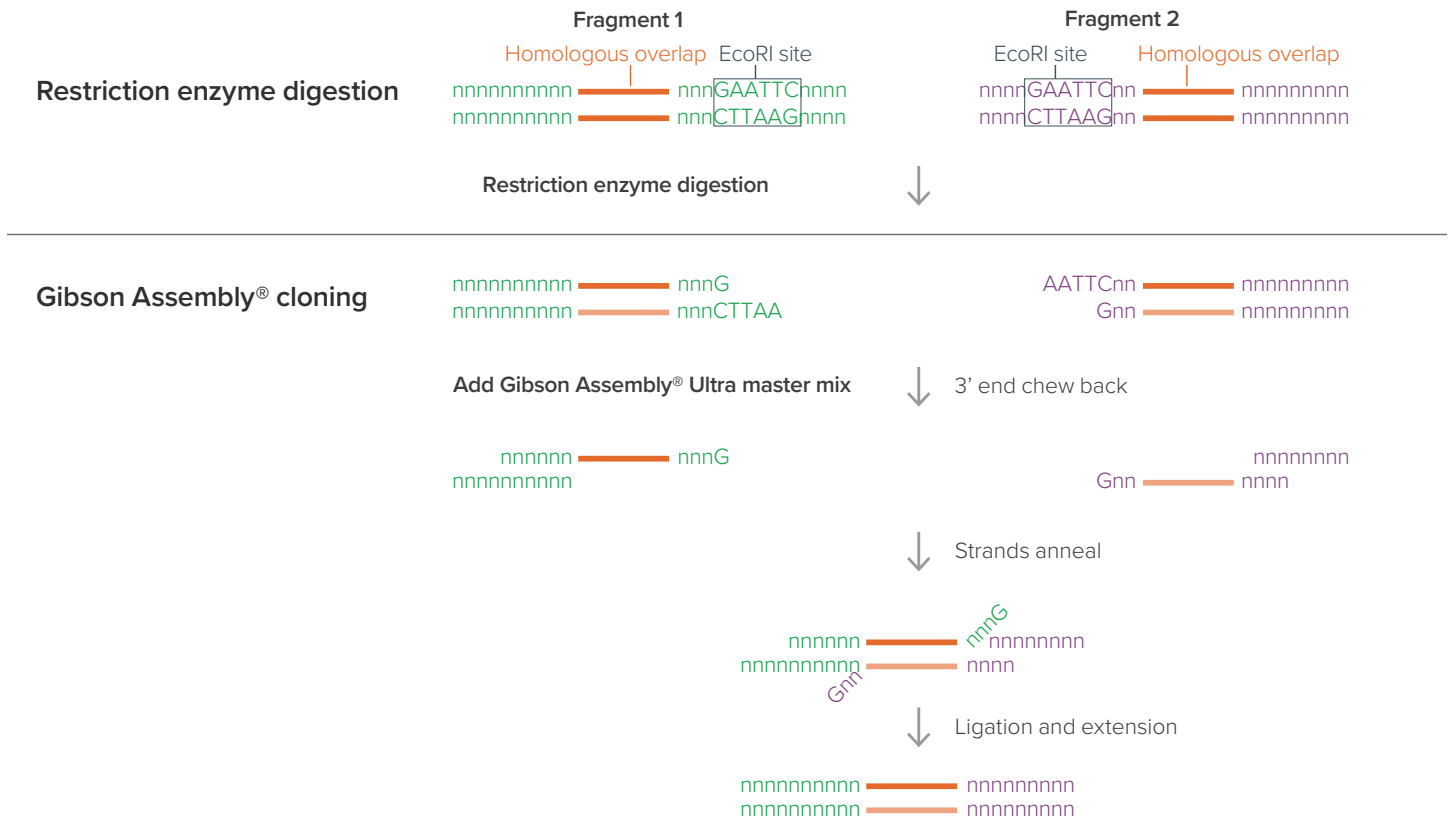 Fragment 1 Fragment 2
Homologous overlap EcoRI site EcoRI site Homologous overlap
Restriction enzyme digestion
nnnnnnnnnn nnnGAATTCnnnn nnnnGAATTCnn nnnnnnnnn
nnnnnnnnnn nnnCTTAAGnnnn nnnnCTTAAGnn nnnnnnnnn
Restriction enzyme digestion
Gibson Assembly® cloning
nnnnnnnnnn nnnG AATTCnn nnnnnnnnn
nnnnnnnnnn nnnCTTAA Gnn nnnnnnnnn
Add Gibson Assembly® Ultra master mix 3’ end chew back
nnnnnn nnnG nnnnnnnn
nnnnnnnnnn Gnn nnnn
Strands anneal
nnnG
nnnnnn nnnnnnnn
nnnnnnnnnn nnnn
Gnn
Ligation and extension
nnnnnnnnnn nnnnnnnnn
nnnnnnnnnn nnnnnnnnn